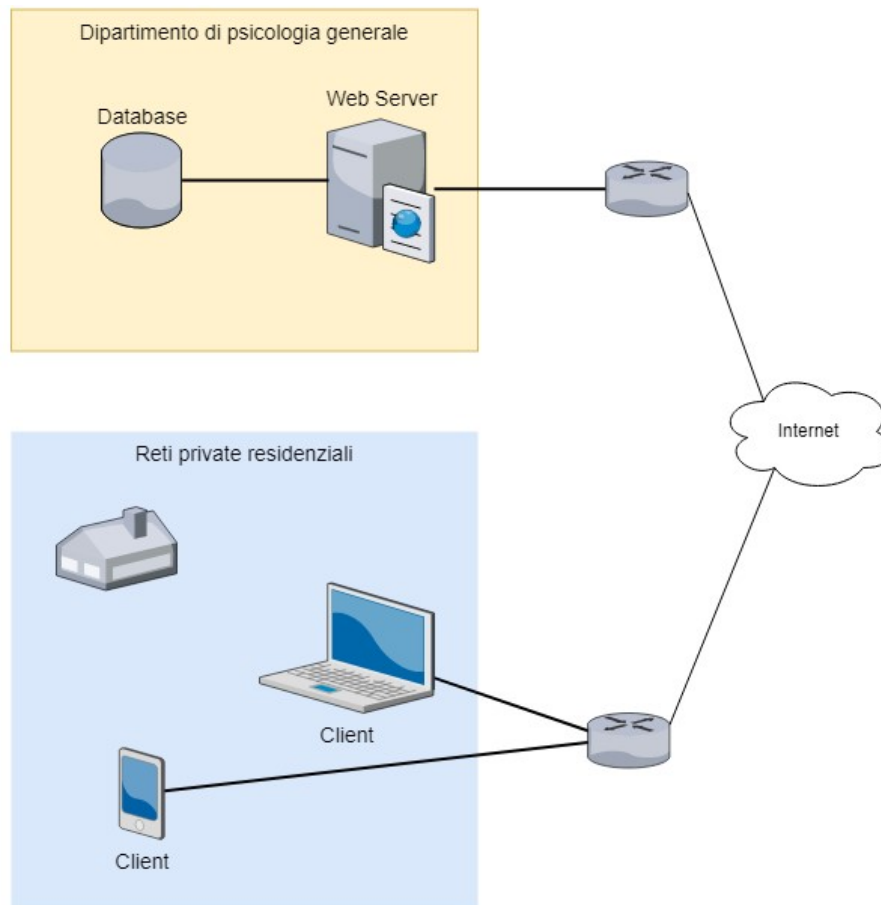 Dipartimento di psicologia generale
Web Server
Database
Internet
Reti private residenziali
Client
Client